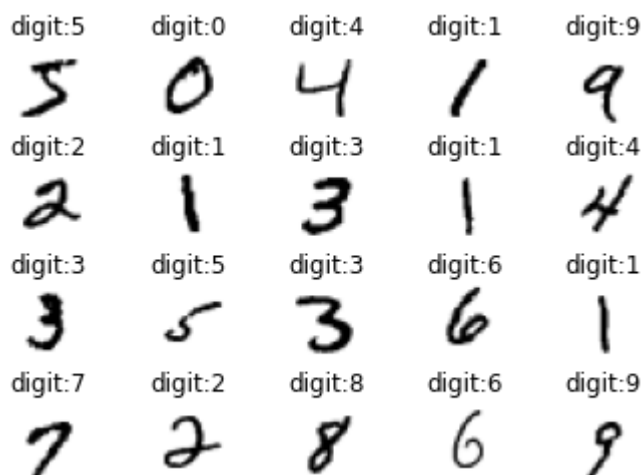 digit:5 digit:0 digit:4 digit:1 digit:9
5 0 4 1 9
digit:2 digit:1 digit:3 digit:1 digit:4
2 1 3 1 4
digit:3 digit:5 digit:3 digit:6 digit:1
3 5 3 6 1
digit:7 digit:2 digit:8 digit:6 digit:9
7 2 8 6 9